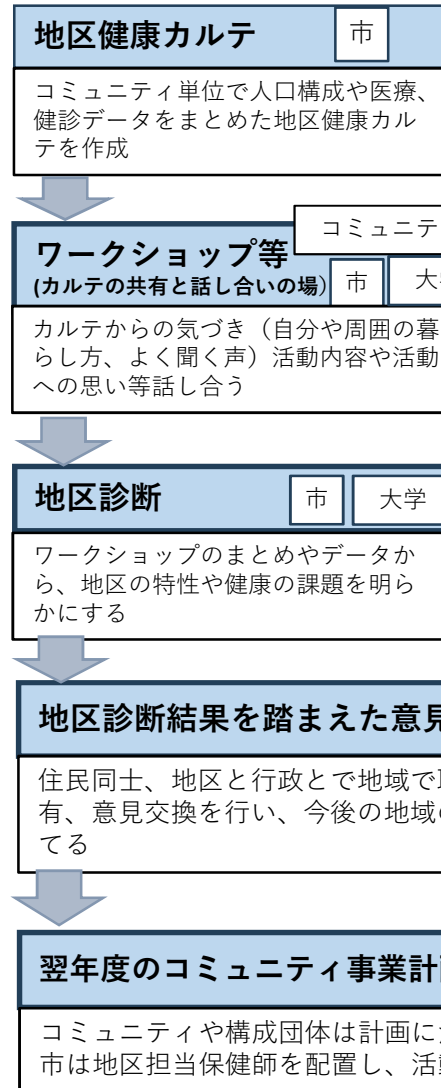 地区健康カルテ 市
コミュニティ単位で人口構成や医療、
健診データをまとめた地区健康カル
テを作成
コミュニテ
ワークショップ等
(カルテの共有と話し合いの場) 市 大
カルテからの気づき（自分や周囲の暮
らし方、よく聞く声）活動内容や活動
への思い等話し合う
地区診断 市 大学
ワークショップのまとめやデータか
ら、地区の特性や健康の課題を明ら
かにする
地区診断結果を踏まえた意見
住民同士、地区と行政とで地域で
有、意見交換を行い、今後の地域の
てる
翌年度のコミュニティ事業計画
コミュニティや構成団体は計画に
市は地区担当保健師を配置し、活動